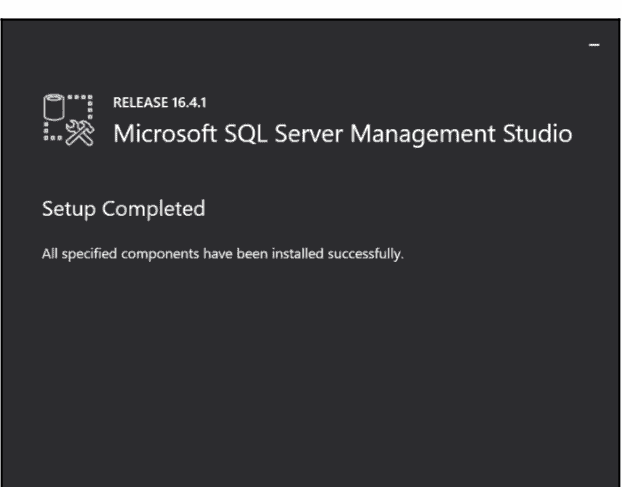 RELEASE 16.4.1
Microsoft SQL Server Management Studio
Setup Completed
All specified components have been installed successfully.